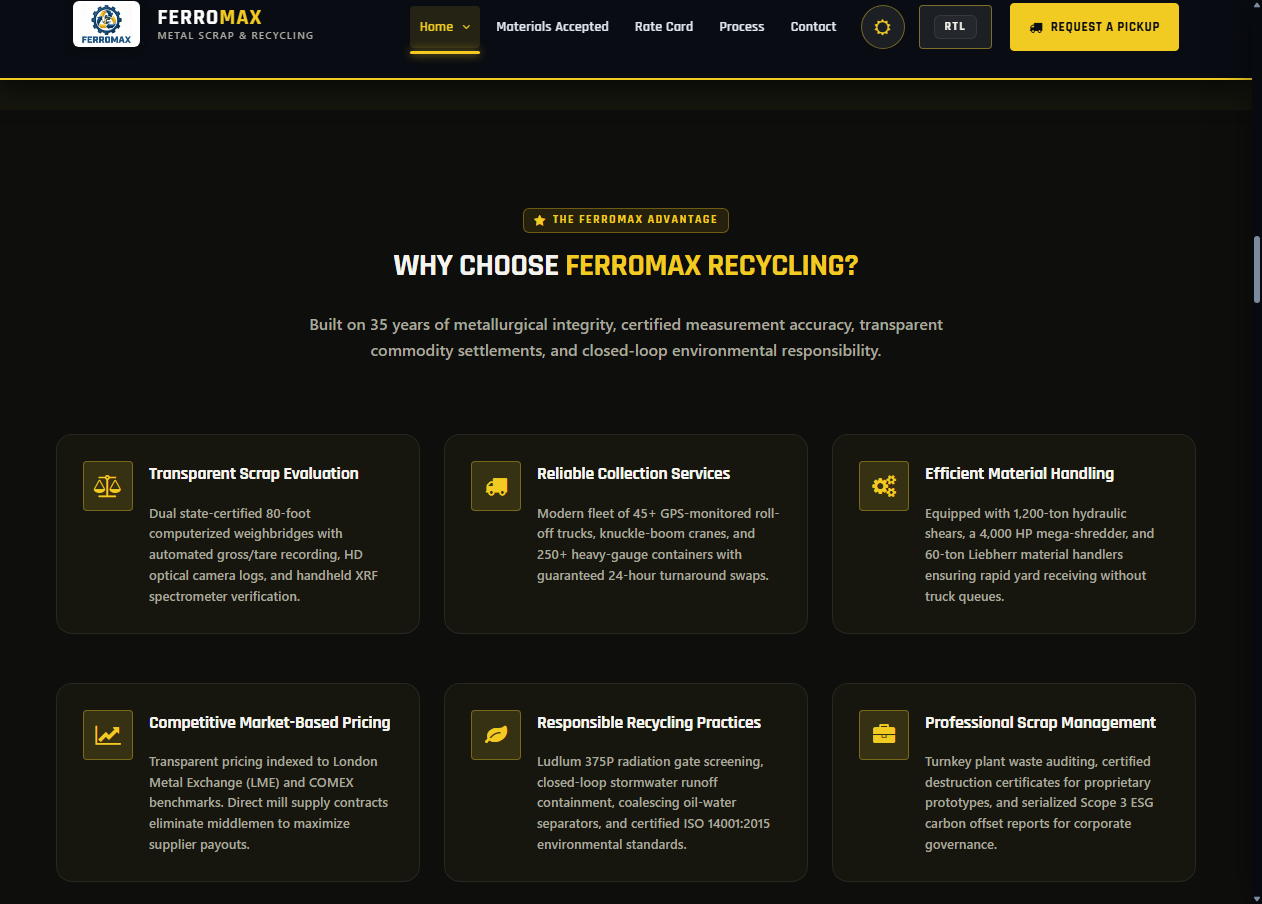 FERROMAX
FERROMAX
METAL SCRAP & RECYCLING
Home
Materials Accepted
Rate Card
Process
Contact
RTL
REQUEST A PICKUP
THE FERROMAX ADVANTAGE
WHY CHOOSE FERROMAX RECYCLING?
Built on 35 years of metallurgical integrity, certified measurement accuracy, transparent
commodity settlements, and closed-loop environmental responsibility.
Transparent Scrap Evaluation
Dual state-certified 80-foot
computerized weighbridges with
automated gross/tare recording, HD
optical camera logs, and handheld XRF
spectrometer verification.
Reliable Collection Services
Modern fleet of 45+ GPS-monitored roll-
off trucks, knuckle-boom cranes, and
250+ heavy-gauge containers with
guaranteed 24-hour turnaround swaps.
Efficient Material Handling
Equipped with 1,200-ton hydraulic
shears, a 4,000 HP mega-shredder, and
60-ton Liebherr material handlers
ensuring rapid yard receiving without
truck queues.
Competitive Market-Based Pricing
Transparent pricing indexed to London
Metal Exchange (LME) and COMEX
benchmarks. Direct mill supply contracts
eliminate middlemen to maximize
supplier payouts.
Responsible Recycling Practices
Ludlum 375P radiation gate screening,
closed-loop stormwater runoff
containment, coalescing oil-water
separators, and certified ISO 14001:2015
environmental standards.
Professional Scrap Management
Turnkey plant waste auditing, certified
destruction certificates for proprietary
prototypes, and serialized Scope 3 ESG
carbon offset reports for corporate
governance.